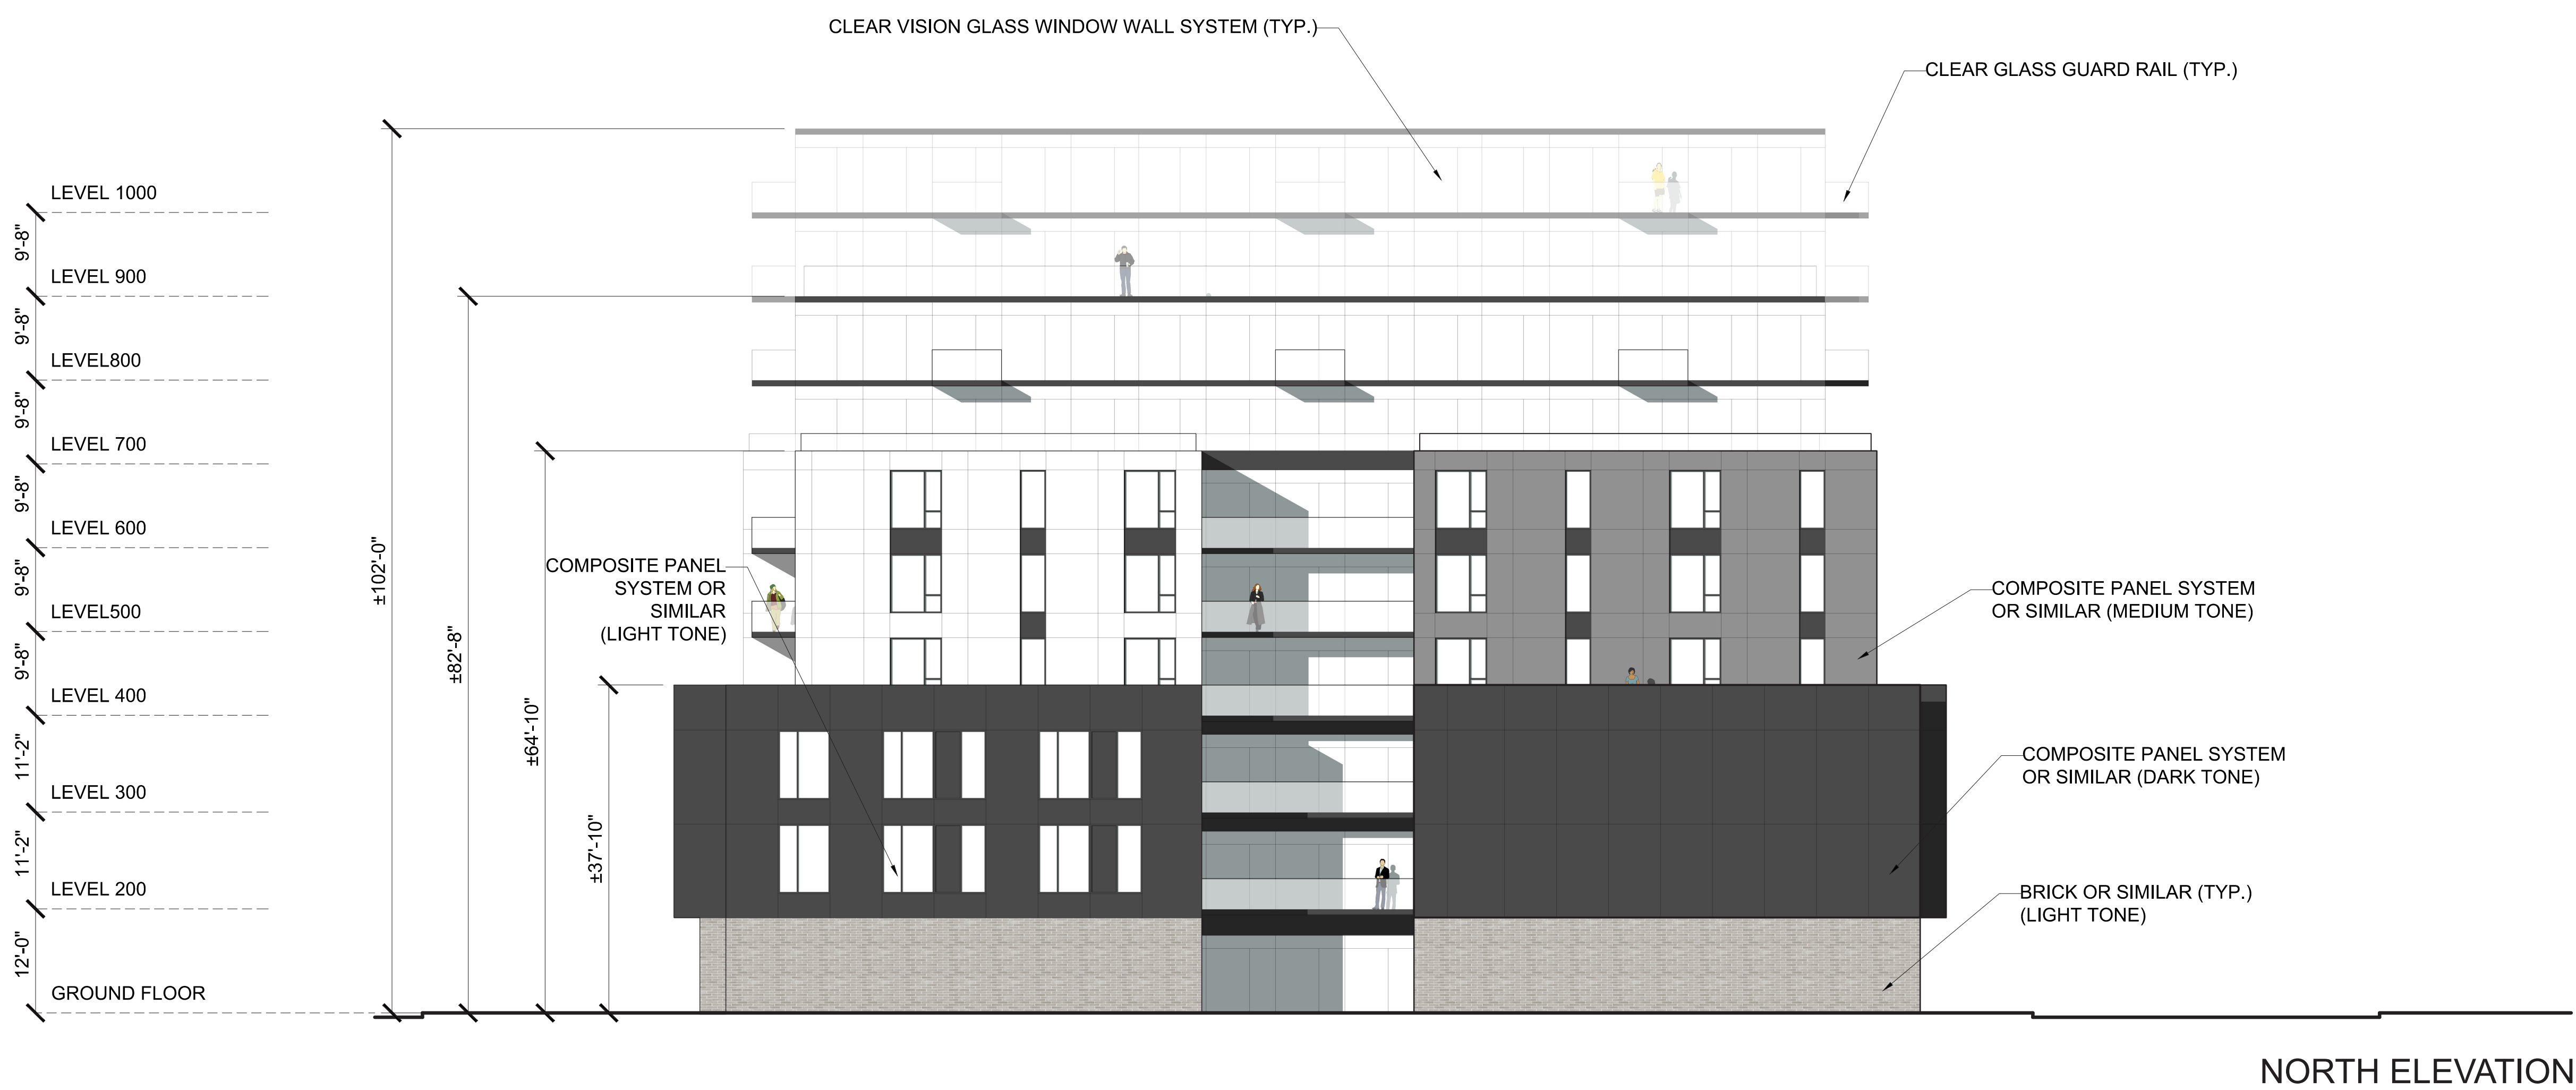 CLEAR VISION GLASS WINDOW WALL SYSTEM (TYP.)
CLEAR GLASS GUARD RAIL (TYP.)
LEVEL 1000
9'-8"
LEVEL 900
9'-8"
LEVEL800
9'-8"
LEVEL 700
9'-8"
LEVEL 600
9'-8"
LEVEL500
9'-8"
LEVEL 400
11'-2"
LEVEL 300
11'-2"
LEVEL 200
12'-0"
GROUND FLOOR
±102'-0"
±82'-8"
±64'-10"
±37'-10"
COMPOSITE PANEL
SYSTEM OR
SIMILAR
(LIGHT TONE)
COMPOSITE PANEL SYSTEM
OR SIMILAR (MEDIUM TONE)
COMPOSITE PANEL SYSTEM
OR SIMILAR (DARK TONE)
BRICK OR SIMILAR (TYP.)
(LIGHT TONE)
NORTH ELEVATION